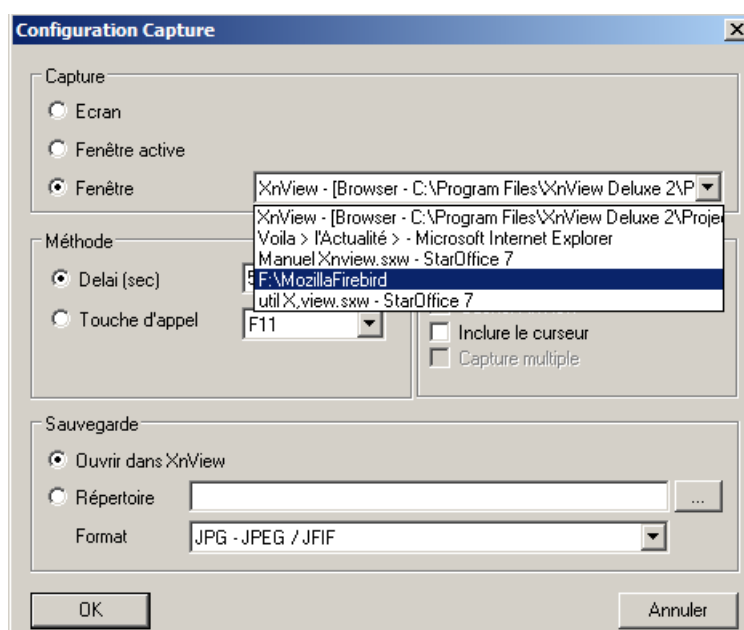 Configuration Capture
Capture
Ecran
Fenêtre active
Fenêtre
XnView - [Browser - C:\Program Files\XnView Deluxe 2\P
XnView - [Browser - C:\Program Files\XnView Deluxe 2\Proje
Voila > l'Actualité > - Microsoft Internet Explorer
Manuel Xnview.sxw - StarOffice 7
F:\MozillaFirebird
util X,view.sxw - StarOffice 7
Méthode
Delai (sec)
Touche d'appel
F11
Inclure le curseur
Capture multiple
Sauvegarde
Ouvrir dans XnView
Répertoire
...
Format
JPG - JPEG / JFIF
OK
Annuler